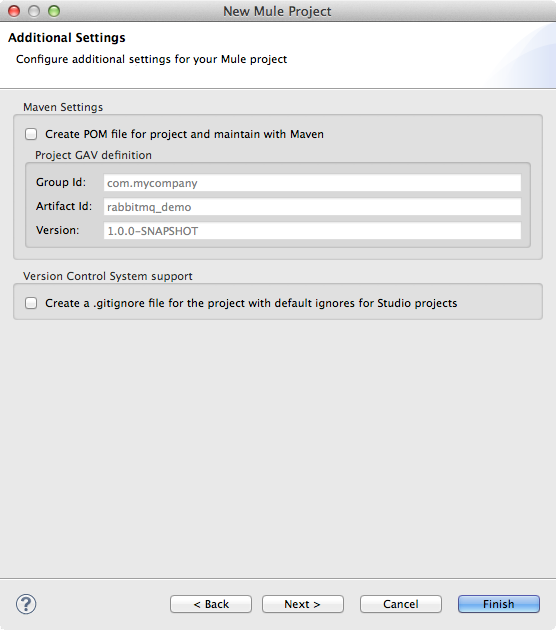 New Mule Project
Additional Settings
Configure additional settings for your Mule project
Maven Settings
Create POM file for project and maintain with Maven
Project GAV definition
Group Id: com.mycompany
Artifact Id: rabbitmq_demo
Version: 1.0.0-SNAPSHOT
Version Control System support
Create a .gitignore file for the project with default ignores for Studio projects
? < Back Next > Cancel Finish